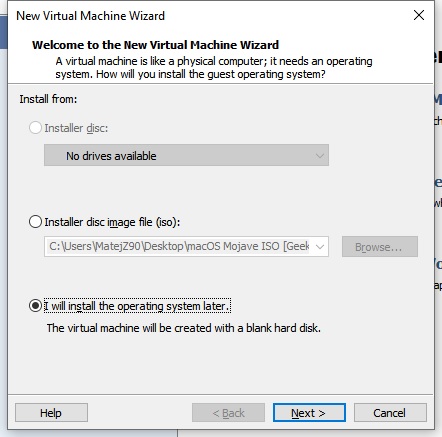 New Virtual Machine Wizard
Welcome to the New Virtual Machine Wizard
A virtual machine is like a physical computer; it needs an operating
system. How will you install the guest operating system?
Install from:
Installer disc:
No drives available
Installer disc image file (iso):
C:\Users\MatejZ90\Desktop\macOS Mojave ISO [Geek
Browse...
I will install the operating system later.
The virtual machine will be created with a blank hard disk.
Help
< Back
Next >
Cancel